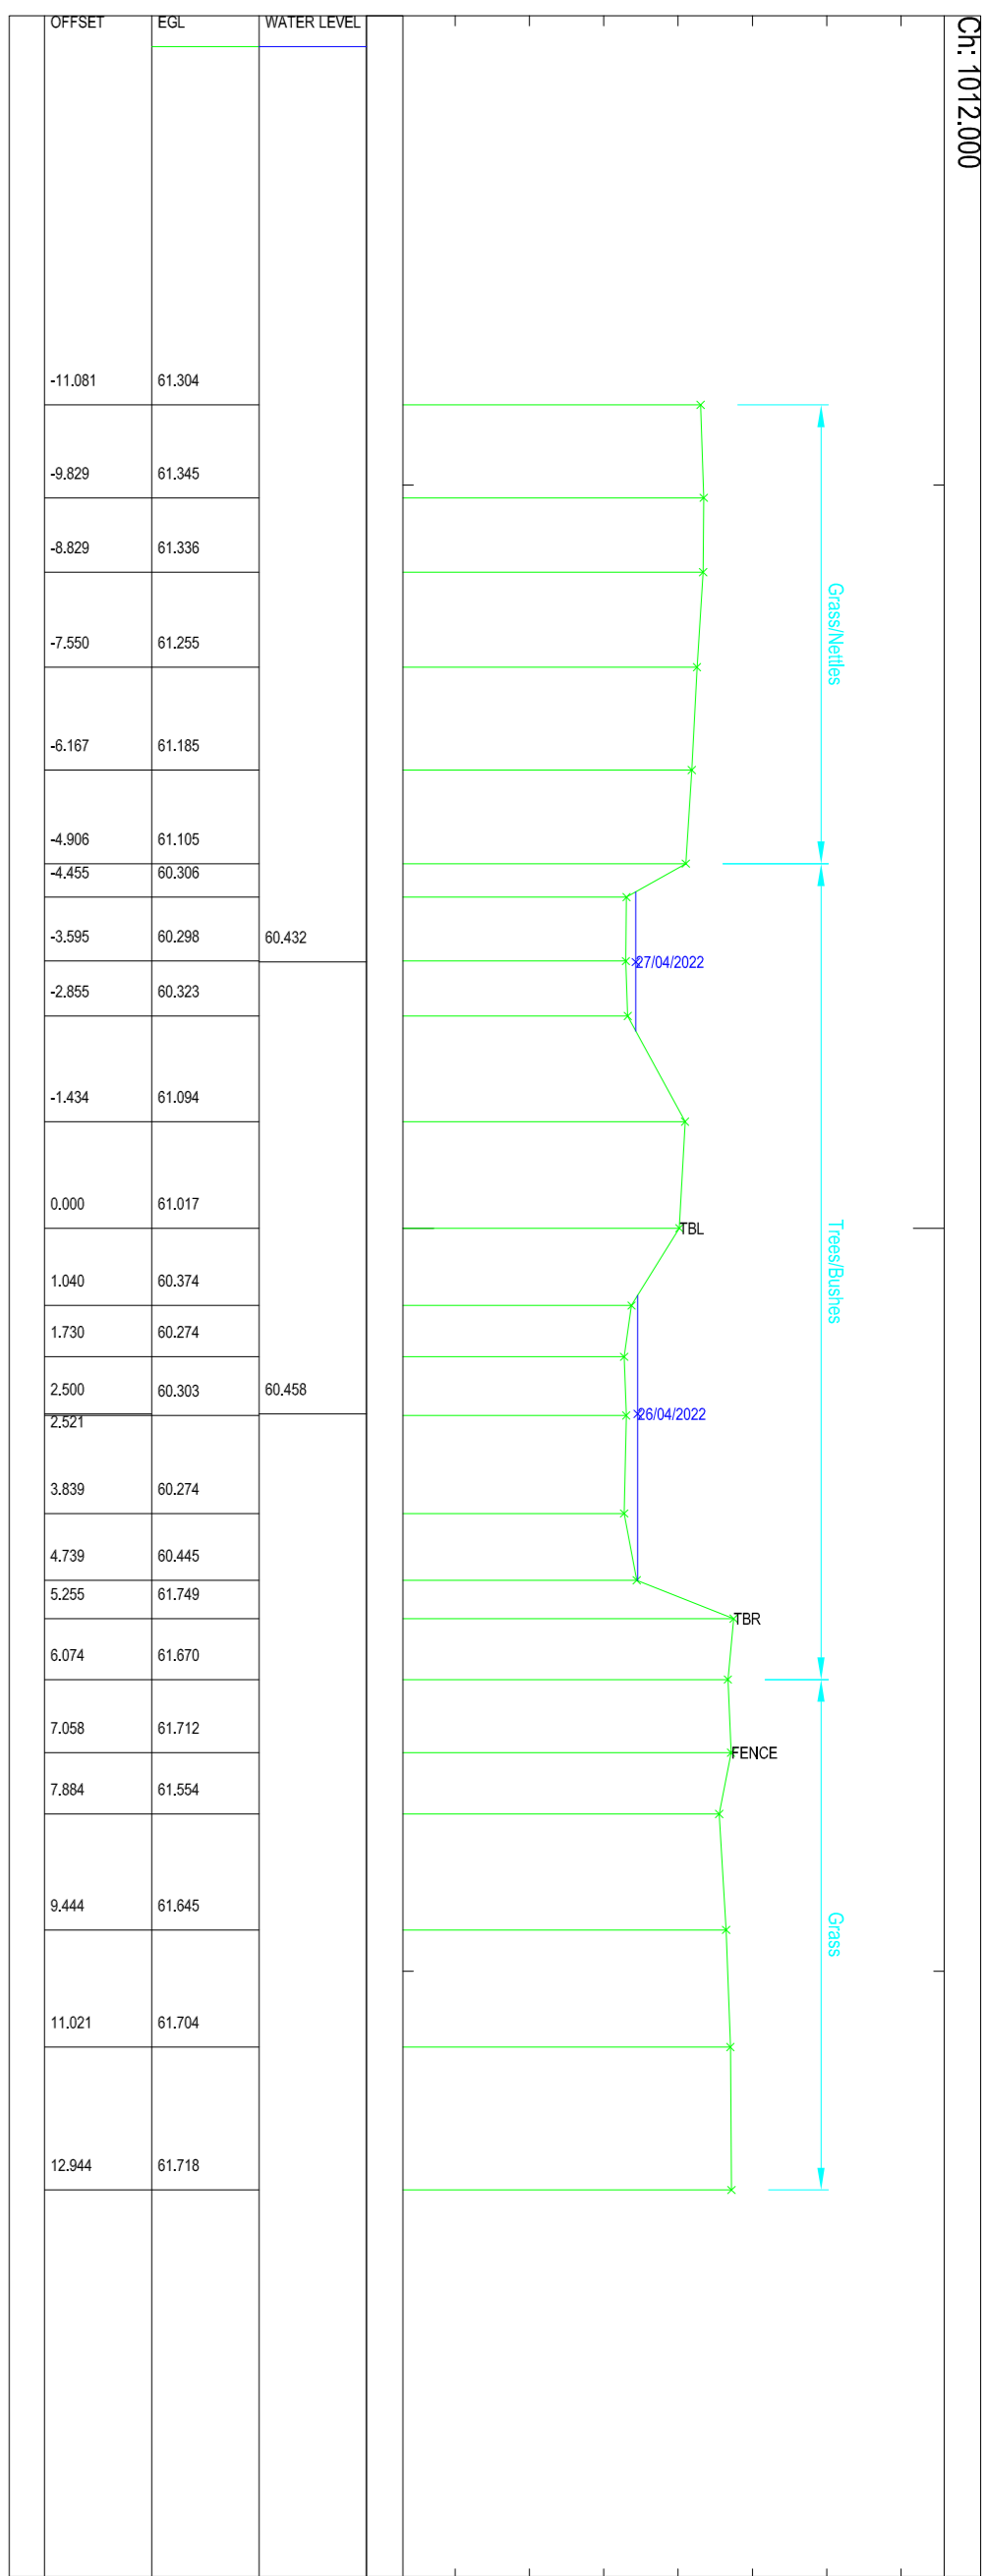 Ch: 1012.000
OFFSET EGL WATER LEVEL
-11.081 61.304
-9.829 61.345
-8.829 61.336
-7.550 61.255
-6.167 61.185
-4.906 61.105
-4.455 60.306
-3.595 60.298 60.432
-2.855 60.323
-1.434 61.094
0.000 61.017
1.040 60.374
1.730 60.274
2.500 60.303 60.458
2.521
3.839 60.274
4.739 60.445
5.255 61.749
6.074 61.670
7.058 61.712
7.884 61.554
9.444 61.645
11.021 61.704
12.944 61.718
27/04/2022
TBL
26/04/2022
TBR
FENCE
Grass/Nettles
Trees/Bushes
Grass